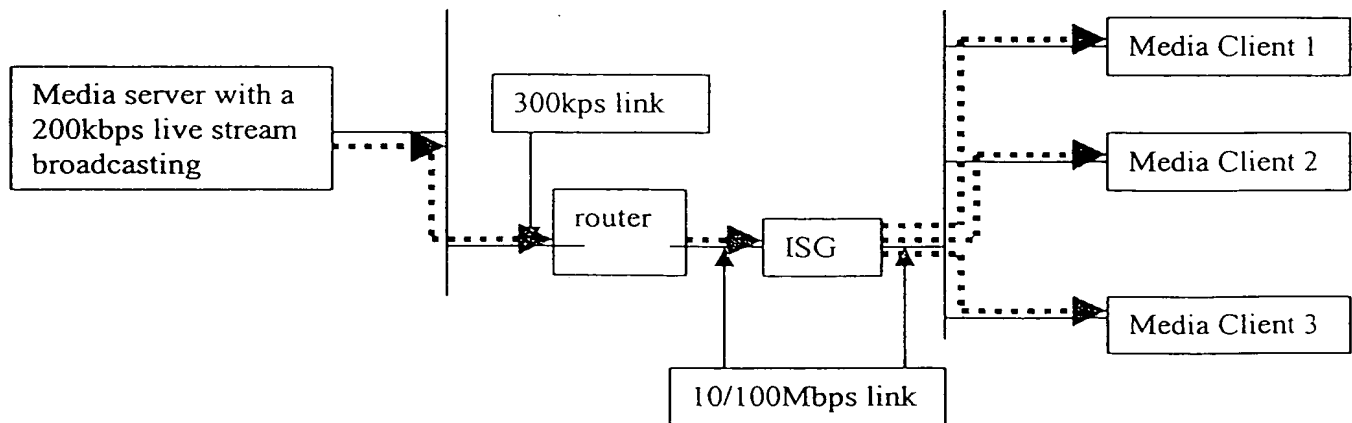 Media server with a
200kbps live stream
broadcasting
300kps link
router
ISG
10/100Mbps link
Media Client 1
Media Client 2
Media Client 3